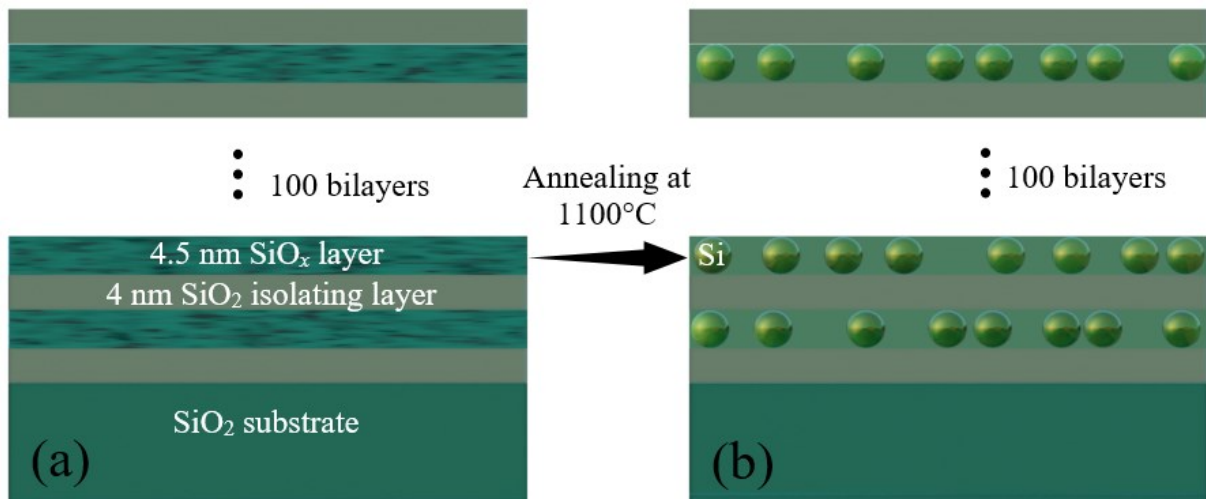 100 bilayers
4.5 nm SiOₓ layer
4 nm SiO₂ isolating layer
SiO₂ substrate
(a)
Annealing at
1100°C
100 bilayers
Si
(b)